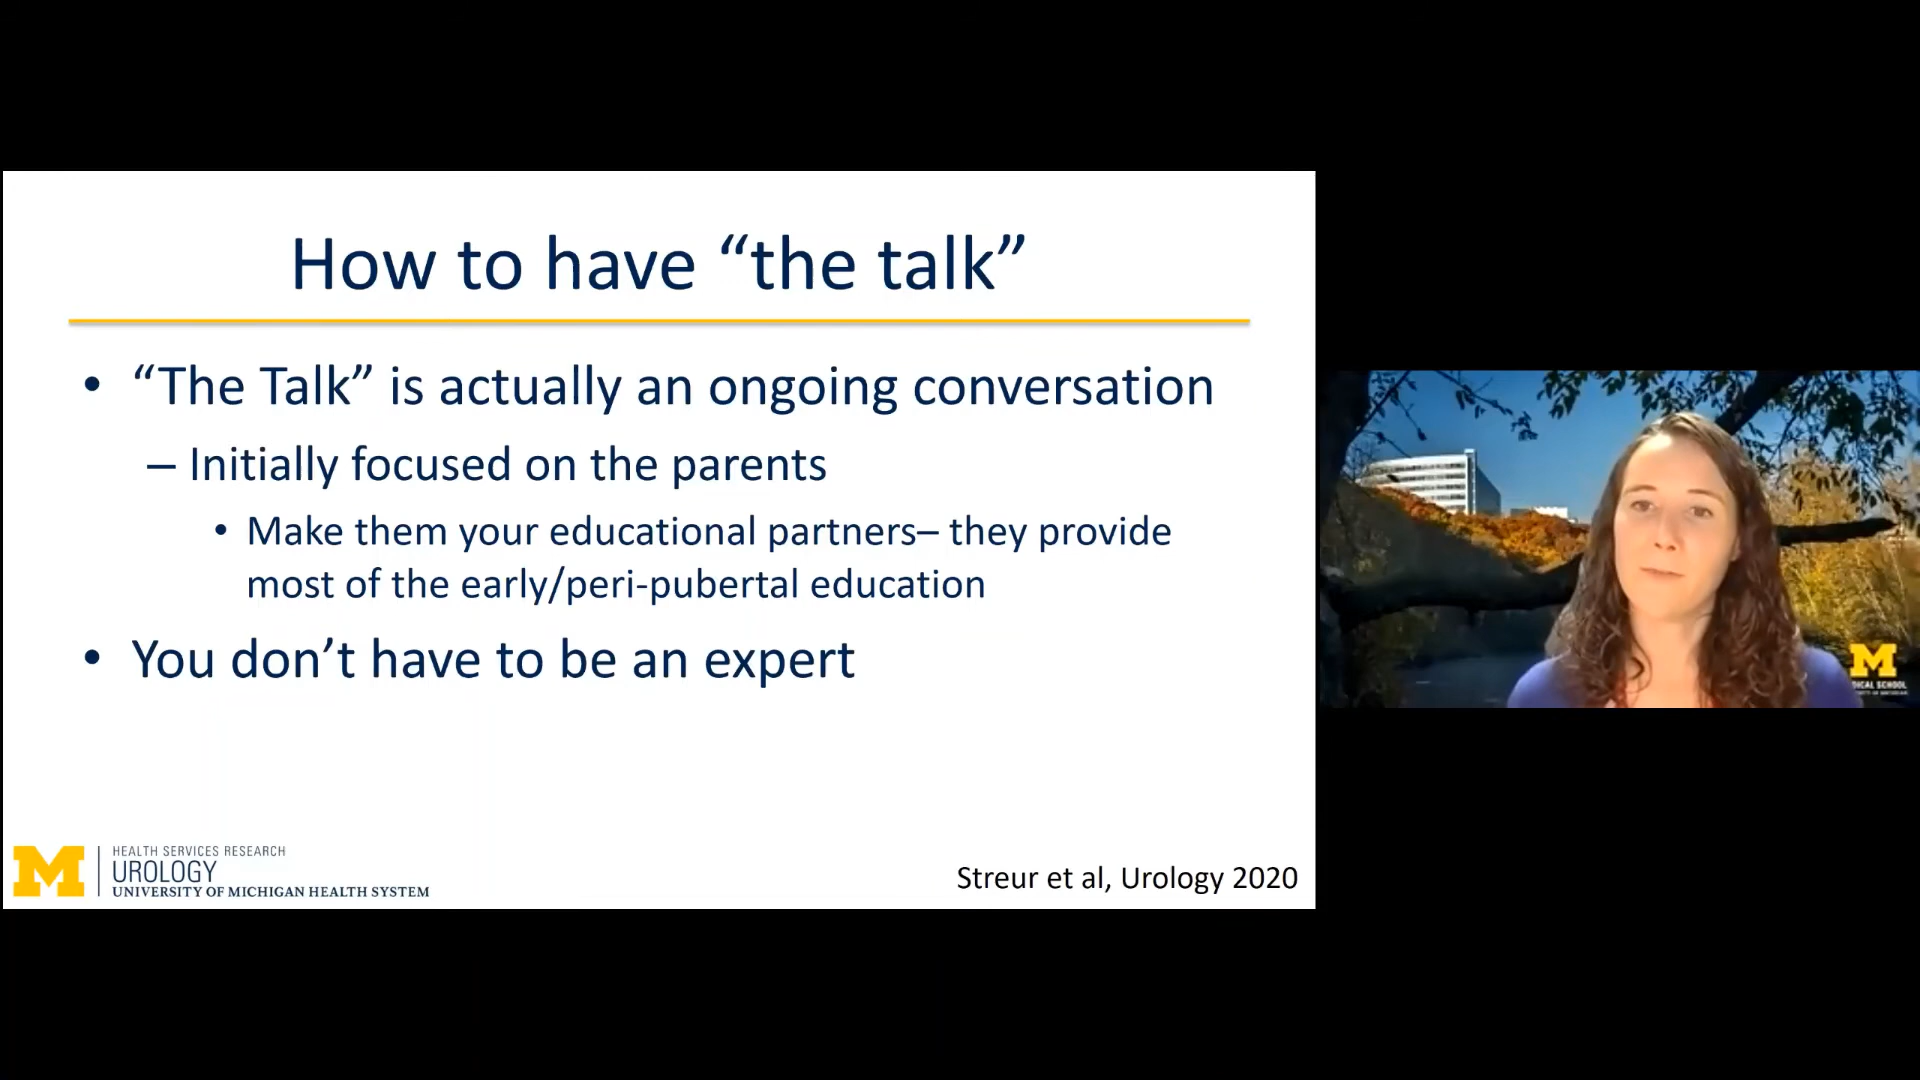 How to have “the talk”
• “The Talk” is actually an ongoing conversation
– Initially focused on the parents
• Make them your educational partners– they provide
most of the early/peri-pubertal education
• You don’t have to be an expert
M
HEALTH SERVICES RESEARCH
UROLOGY
UNIVERSITY OF MICHIGAN HEALTH SYSTEM
Streur et al, Urology 2020
M
SCHOOL